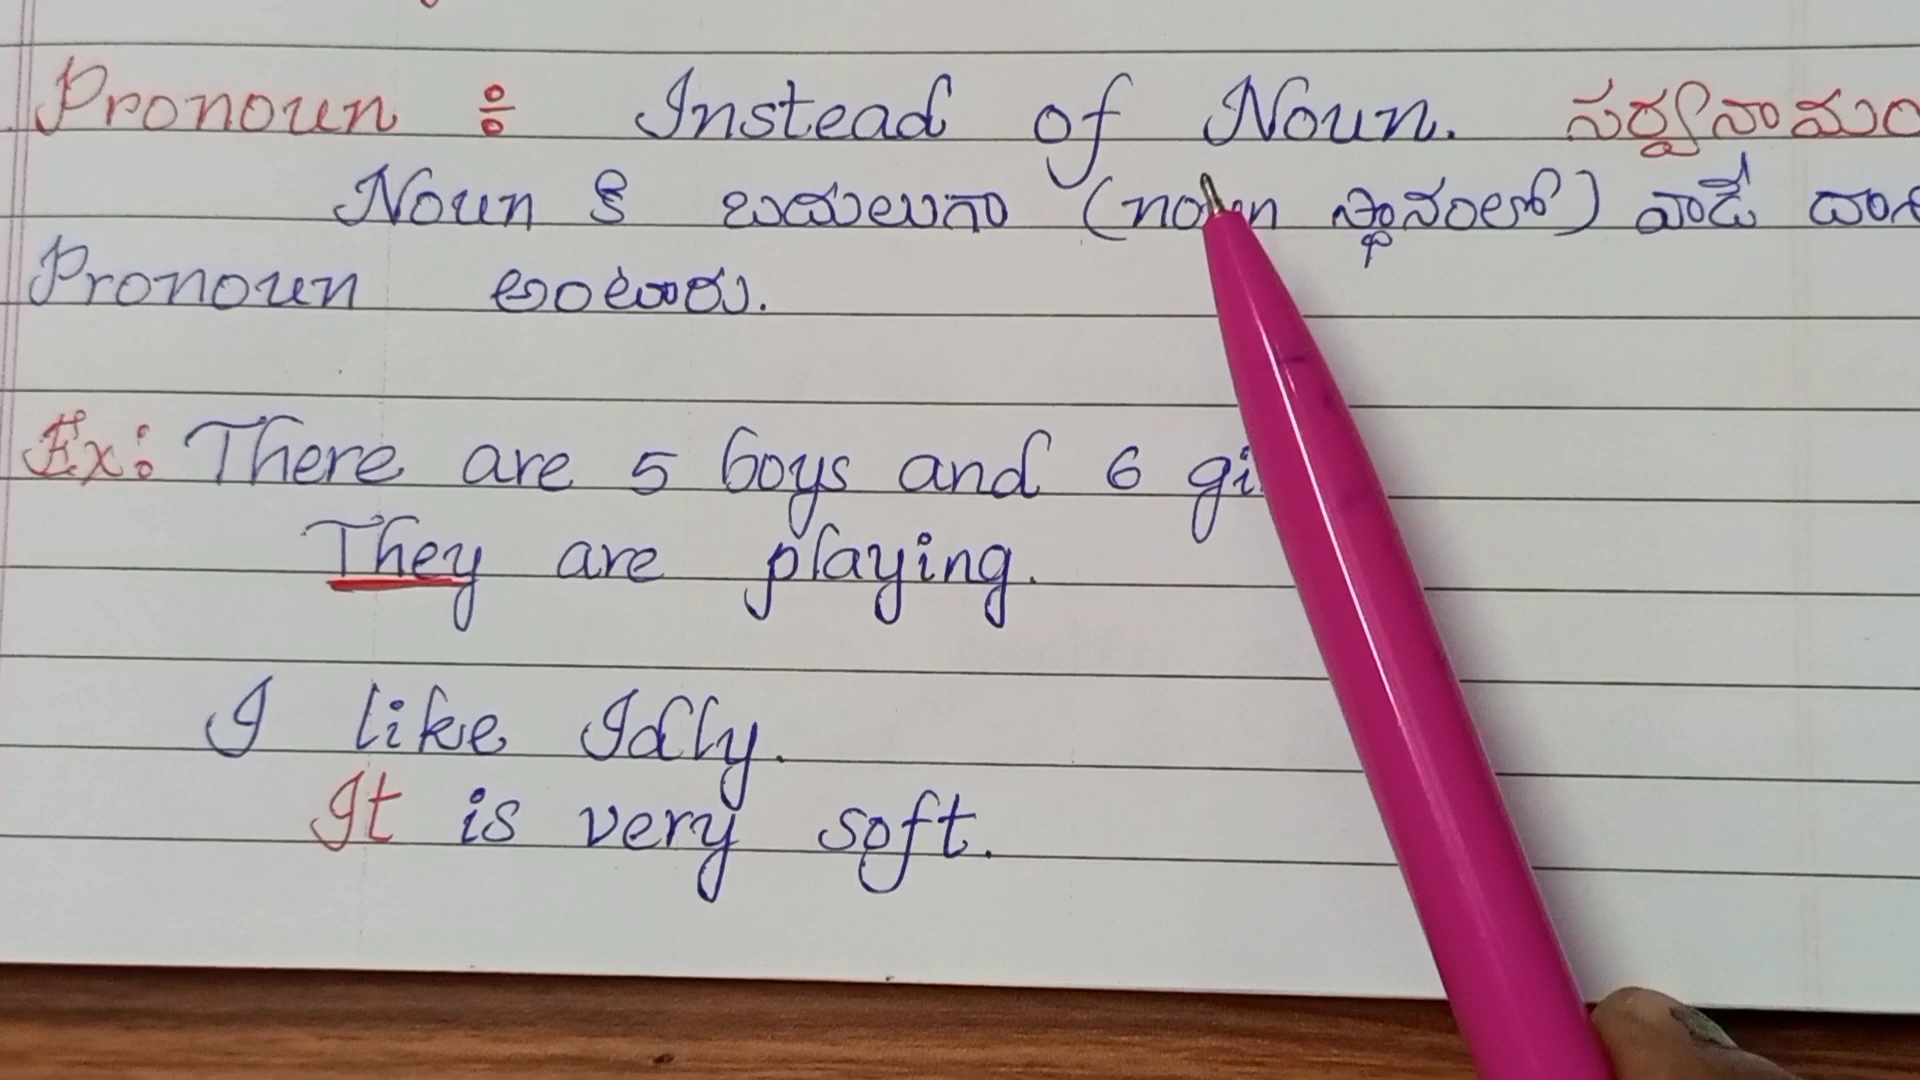 Pronoun : Instead of Noun. సర్వనామం
Noun కి బదులుగా (noun స్థానంలో) వాడే
Pronoun అంటారు.
Ex: There are 5 boys and 6
They are playing.
I like Idly.
It is very soft.